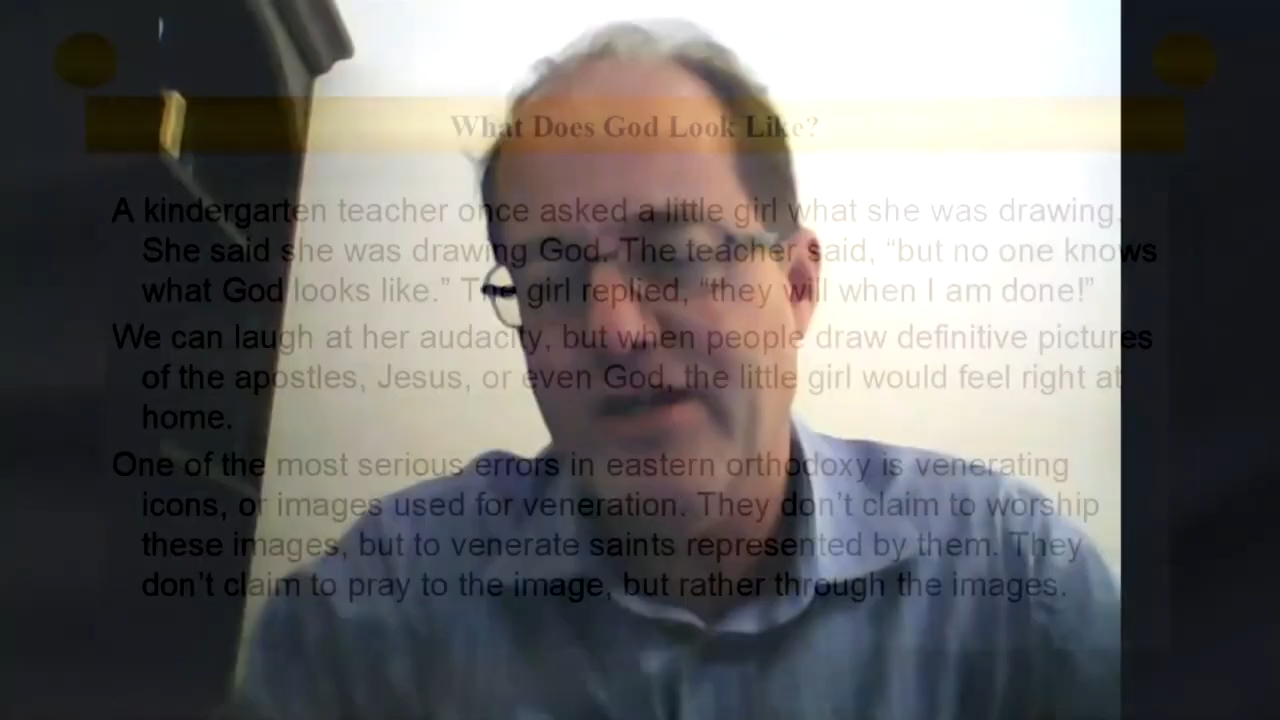 What Does God Look Like?
A kindergarten teacher once asked a little girl what she was drawing,
She said she was drawing God. The teacher said, “but no one knows
what God looks like.” The girl replied, “they will when I am done!”
We can laugh at her audacity, but when people draw definitive pictures
of the apostles, Jesus, or even God, the little girl would feel right at
home.
One of the most serious errors in eastern orthodoxy is venerating
icons, or images used for veneration. They don’t claim to worship
these images, but to venerate saints represented by them. They
don’t claim to pray to the image, but rather through the images.